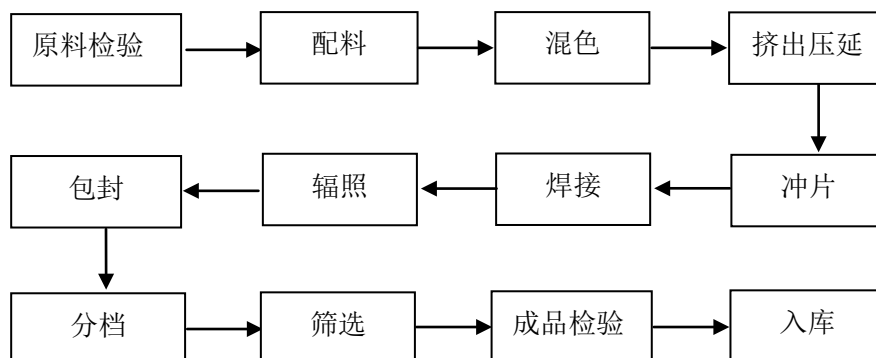 原料检验
配料
混色
挤出压延
冲片
焊接
辐照
包封
分档
筛选
成品检验
入库